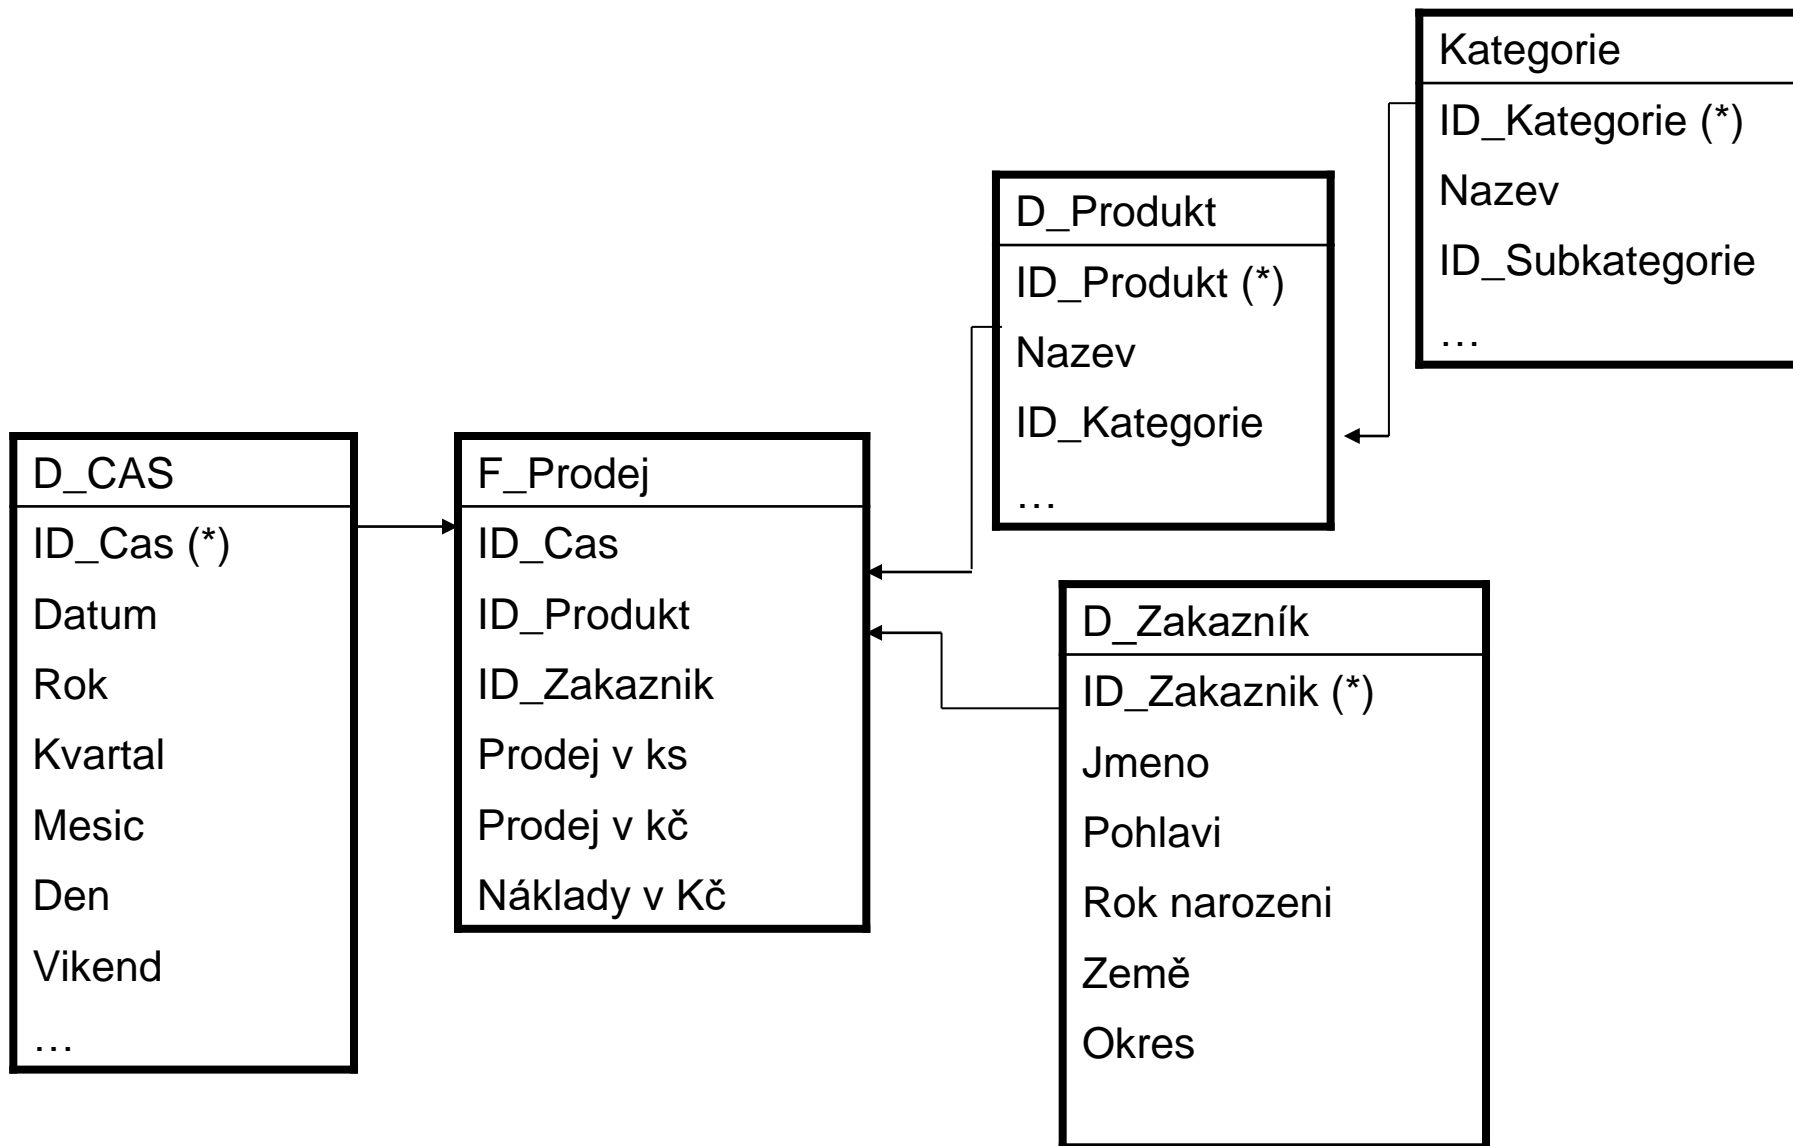 Kategorie
ID_Kategorie (*)
Nazev
ID_Subkategorie
…
D_Produkt
ID_Produkt (*)
Nazev
ID_Kategorie
…
D_CAS
ID_Cas (*)
Datum
Rok
Kvartal
Mesic
Den
Vikend
…
F_Prodej
ID_Cas
ID_Produkt
ID_Zakaznik
Prodej v ks
Prodej v kč
Náklady v Kč
D_Zakazník
ID_Zakaznik (*)
Jmeno
Pohlavi
Rok narozeni
Země
Okres